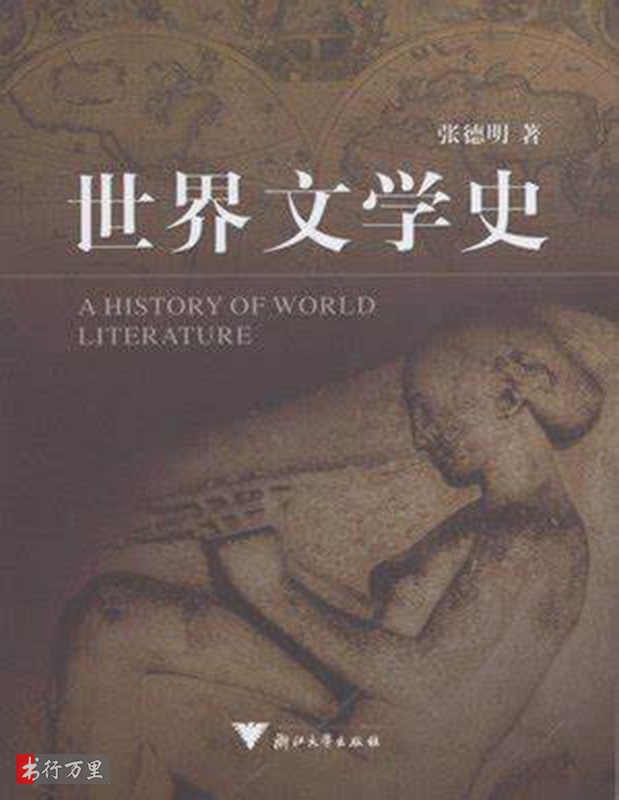 张德明 著
世界文学史
A HISTORY OF WORLD
LITERATURE
浙江大学出版社
书行万里